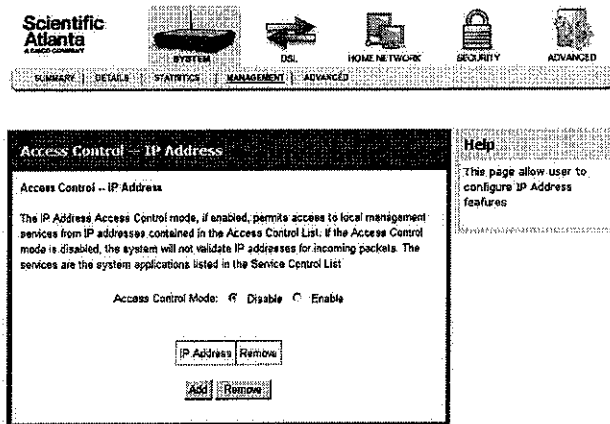 Scientific
Atlanta
A CISCO COMPANY
SYSTEM
DSL
HOME NETWORK
SECURITY
ADVANCED
SUMMARY | DETAILS | STATISTICS | MANAGEMENT | ADVANCED
Access Control -- IP Address
Access Control -- IP Address
The IP Address Access Control mode, if enabled, permits access to local management
services from IP addresses contained in the Access Control List. If the Access Control
mode is disabled, the system will not validate IP addresses for incoming packets. The
services are the system applications listed in the Service Control List
Access Control Mode: Disable Enable
IP Address Remove
Add Remove
Help
This page allow user to
configure IP Address
features